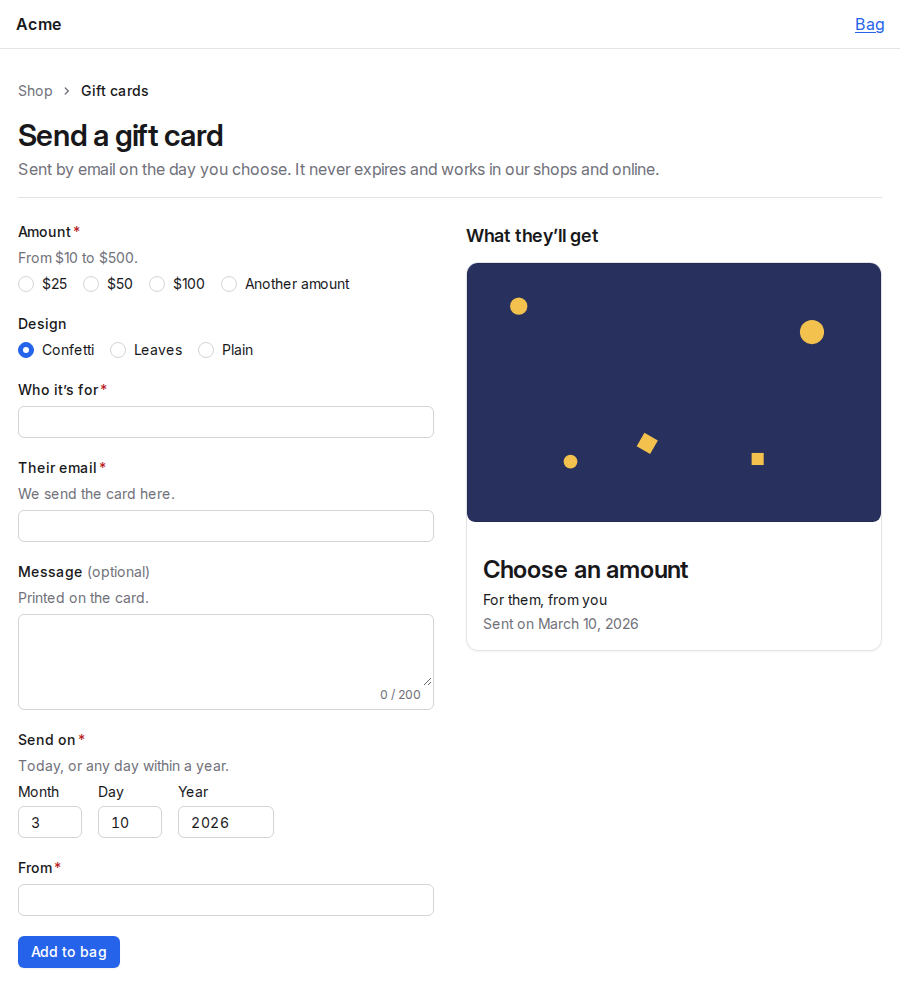 Acme
Bag
Shop > Gift cards
Send a gift card
Sent by email on the day you choose. It never expires and works in our shops and online.
Amount *
From $10 to $500.
$25 $50 $100 Another amount
Design
Confetti Leaves Plain
Who it’s for *
Their email *
We send the card here.
Message (optional)
Printed on the card.
0 / 200
Send on *
Today, or any day within a year.
Month Day Year
3 10 2026
From *
Add to bag
What they’ll get
Choose an amount
For them, from you
Sent on March 10, 2026